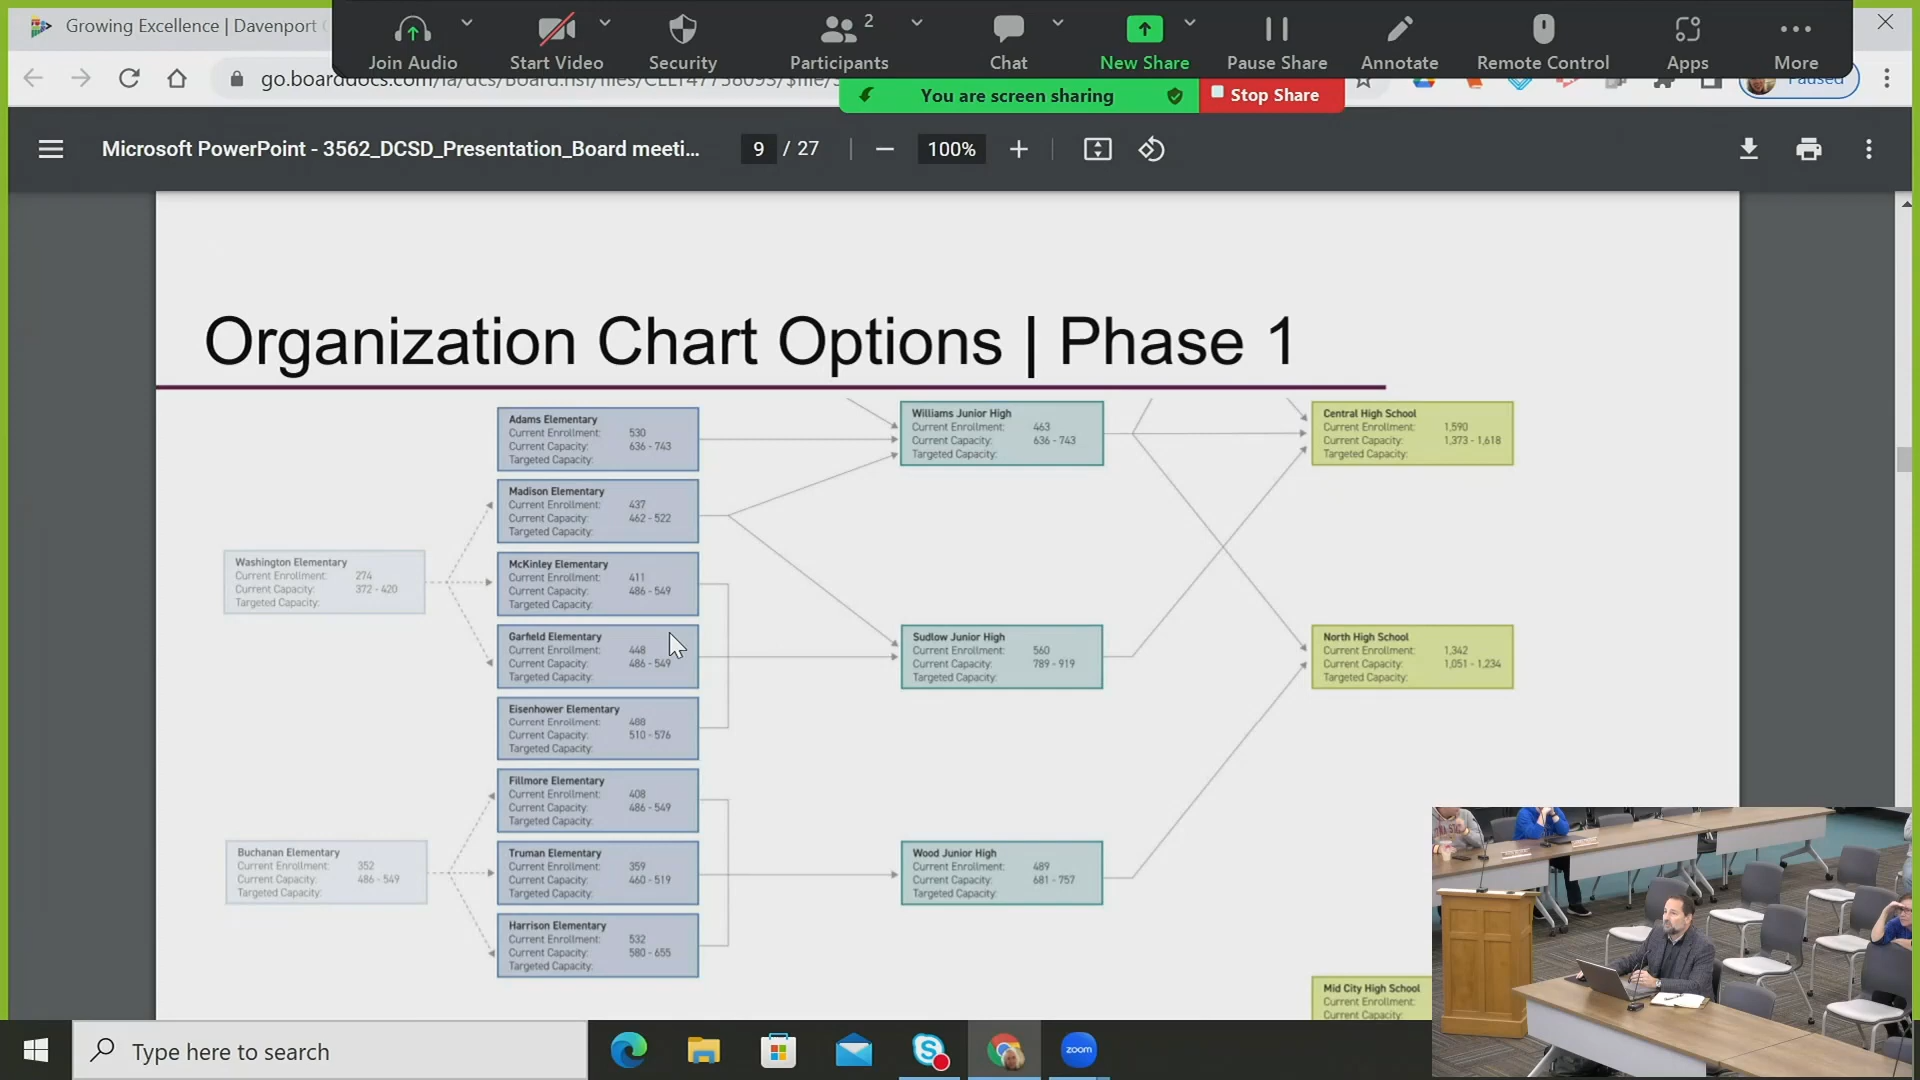 Growing Excellence | Davenport
Join Audio
Start Video
Security
Participants
2
Chat
New Share
Pause Share
Annotate
Remote Control
Apps
More
Paused
You are screen sharing
Stop Share
Microsoft PowerPoint - 3562_DCSD_Presentation_Board meeti...
9 / 27
100%
Organization Chart Options | Phase 1
Adams Elementary
Current Enrollment: 530
Current Capacity: 636 - 743
Targeted Capacity:
Madison Elementary
Current Enrollment: 437
Current Capacity: 462 - 522
Targeted Capacity:
Washington Elementary
Current Enrollment: 274
Current Capacity: 372 - 420
Targeted Capacity:
McKinley Elementary
Current Enrollment: 411
Current Capacity: 486 - 549
Targeted Capacity:
Garfield Elementary
Current Enrollment: 448
Current Capacity: 486 - 549
Targeted Capacity:
Eisenhower Elementary
Current Enrollment: 488
Current Capacity: 510 - 576
Targeted Capacity:
Fillmore Elementary
Current Enrollment: 408
Current Capacity: 486 - 549
Targeted Capacity:
Buchanan Elementary
Current Enrollment: 352
Current Capacity: 486 - 549
Targeted Capacity:
Truman Elementary
Current Enrollment: 359
Current Capacity: 460 - 519
Targeted Capacity:
Harrison Elementary
Current Enrollment: 532
Current Capacity: 580 - 655
Targeted Capacity:
Williams Junior High
Current Enrollment: 463
Current Capacity: 636 - 743
Targeted Capacity:
Sudlow Junior High
Current Enrollment: 560
Current Capacity: 789 - 919
Targeted Capacity:
Wood Junior High
Current Enrollment: 489
Current Capacity: 681 - 757
Targeted Capacity:
Central High School
Current Enrollment: 1,590
Current Capacity: 1,373 - 1,618
Targeted Capacity:
North High School
Current Enrollment: 1,342
Current Capacity: 1,051 - 1,234
Targeted Capacity:
Mid City High School
Current Enrollment:
Current Capacity:
Type here to search
zoom